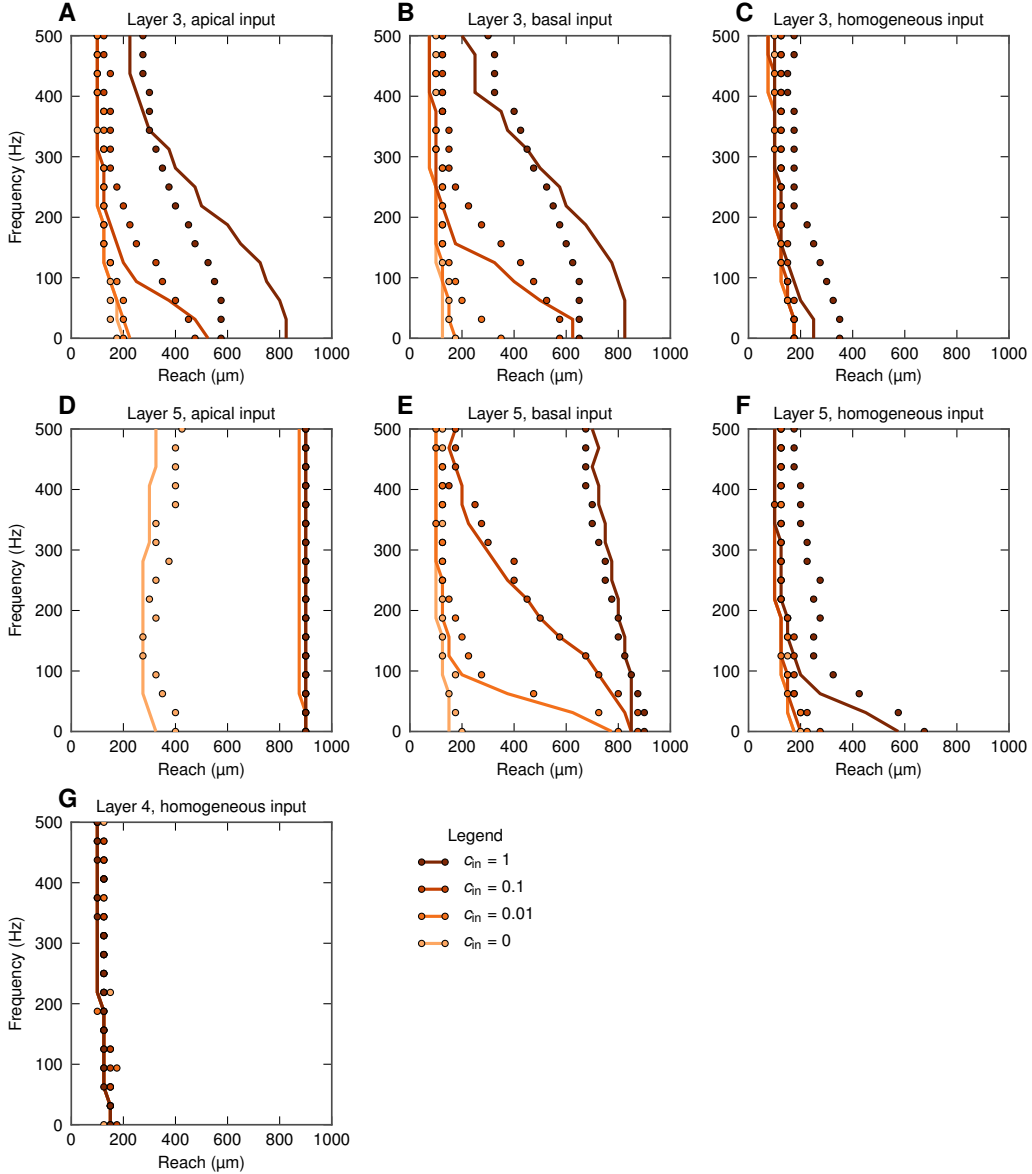 A Layer 3, apical input
B Layer 3, basal input
C Layer 3, homogeneous input
500
400
300
200
100
0
Frequency (Hz)
0 200 400 600 800 1000
Reach (µm)
500
400
300
200
100
0
0 200 400 600 800 1000
Reach (µm)
500
400
300
200
100
0
0 200 400 600 800 1000
Reach (µm)
D Layer 5, apical input
E Layer 5, basal input
F Layer 5, homogeneous input
500
400
300
200
100
0
Frequency (Hz)
0 200 400 600 800 1000
Reach (µm)
500
400
300
200
100
0
0 200 400 600 800 1000
Reach (µm)
500
400
300
200
100
0
0 200 400 600 800 1000
Reach (µm)
G Layer 4, homogeneous input
500
400
300
200
100
0
Frequency (Hz)
0 200 400 600 800 1000
Reach (µm)
Legend
c_in = 1
c_in = 0.1
c_in = 0.01
c_in = 0